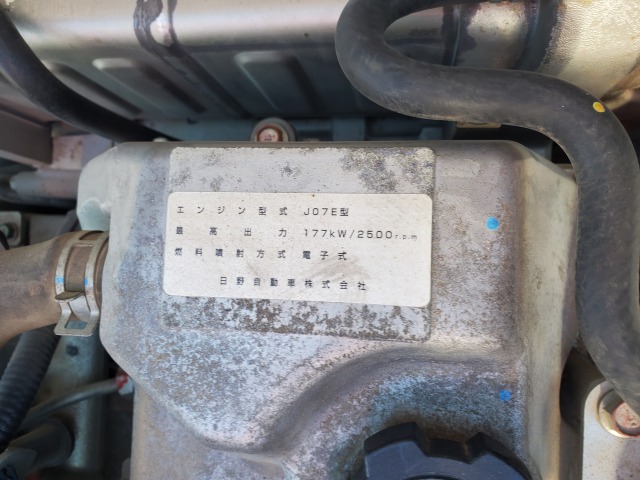 エンジン型式 J07E型
最高出力 177kW/2500r.p.m
燃料噴射方式 電子式
日野自動車株式会社